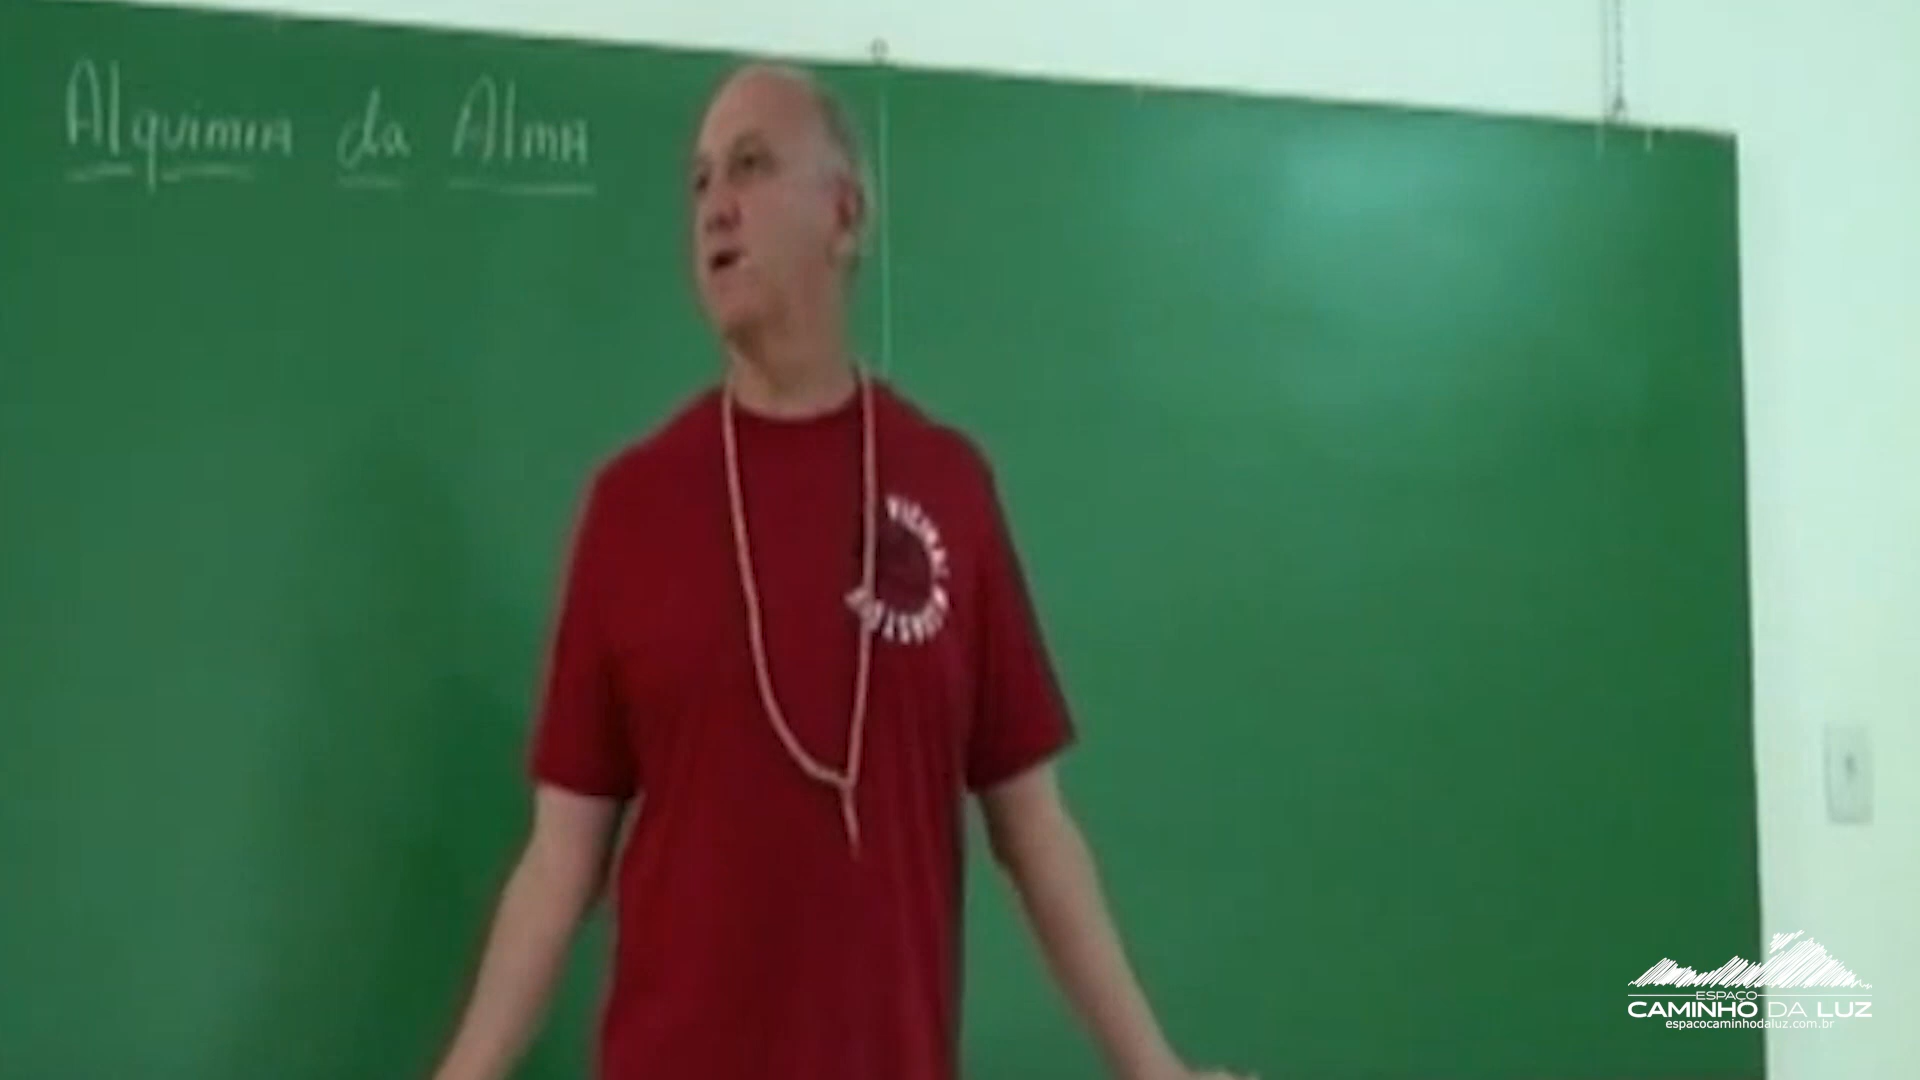 Alquimia da Alma
ESPAÇO
CAMINHO DA LUZ
espacocaminhodaluz.com.br